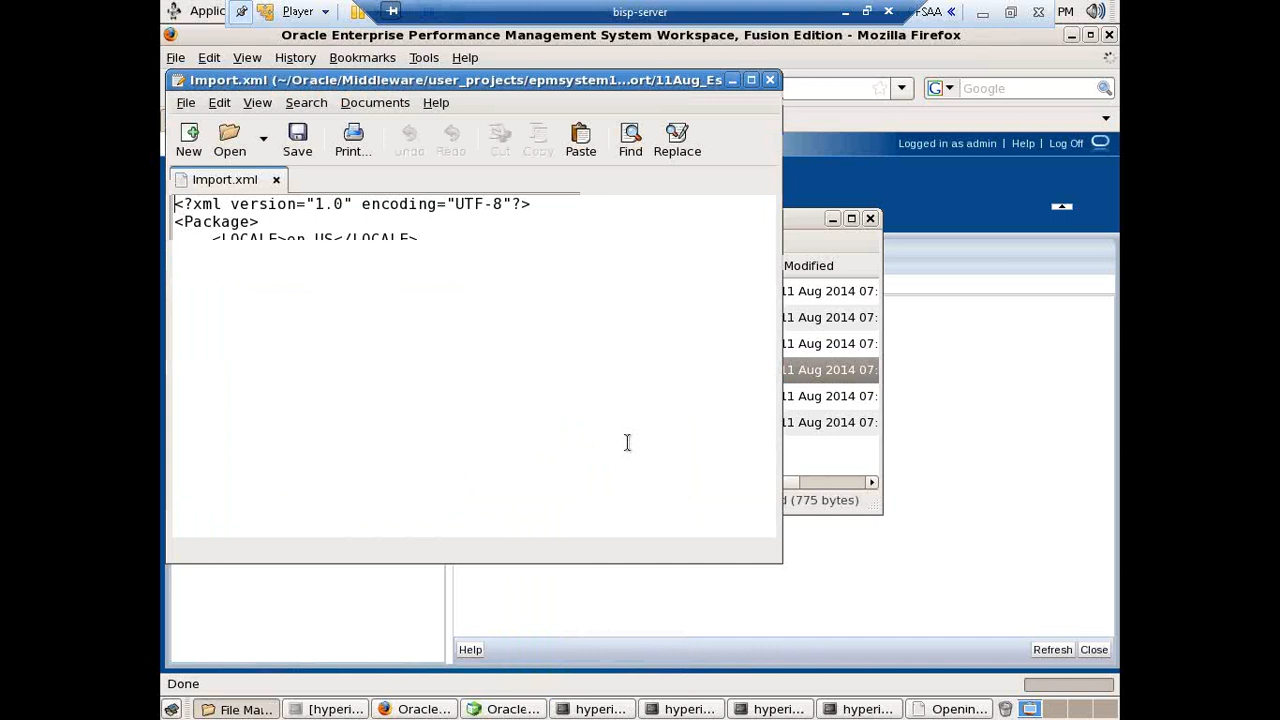 Applic
Player
bisp-server
FSAA
PM
Oracle Enterprise Performance Management System Workspace, Fusion Edition - Mozilla Firefox
File Edit View History Bookmarks Tools Help
Import.xml (~/Oracle/Middleware/user_projects/epmsystem1...ort/11Aug_Es
Google
File Edit View Search Documents Help
New Open Save Print... Undo Redo Cut Copy Paste Find Replace
Logged in as admin | Help | Log Off
Import.xml
<?xml version="1.0" encoding="UTF-8"?>
<Package>
<LOCALE>en_US</LOCALE>
Modified
11 Aug 2014 07:
11 Aug 2014 07:
11 Aug 2014 07:
11 Aug 2014 07:
11 Aug 2014 07:
11 Aug 2014 07:
d (775 bytes)
Help Refresh Close
Done
File Ma... [hyperi... Oracle... Oracle... hyperi... hyperi... hyperi... hyperi... Openin...